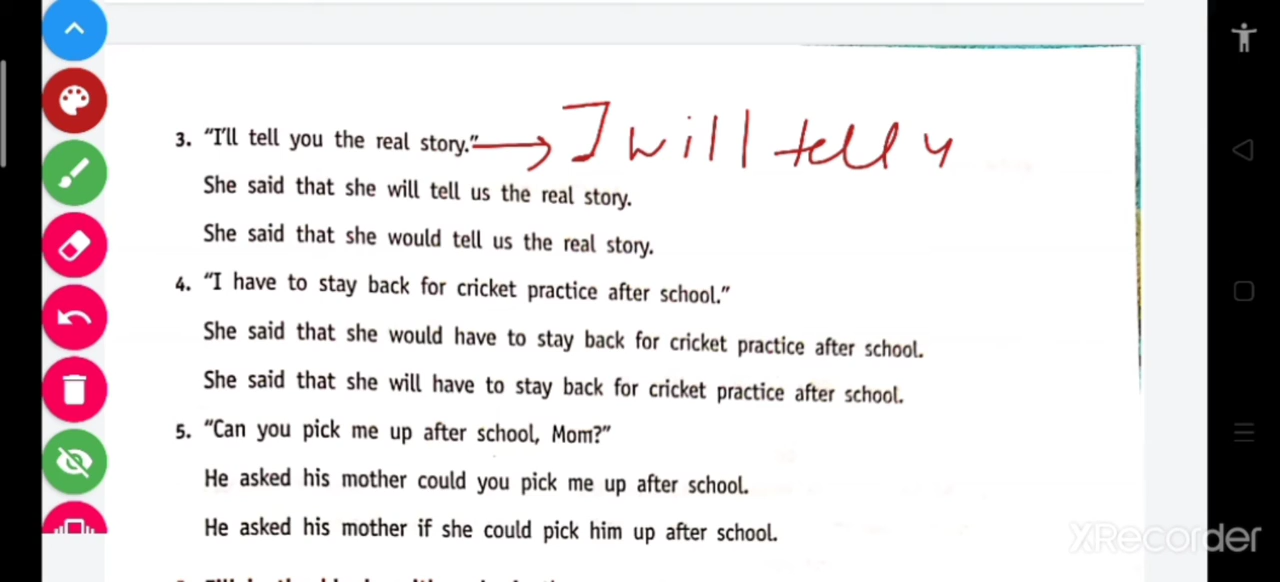 3. “I'll tell you the real story.” I will tell y
She said that she will tell us the real story.
She said that she would tell us the real story.
4. “I have to stay back for cricket practice after school.”
She said that she would have to stay back for cricket practice after school.
She said that she will have to stay back for cricket practice after school.
5. “Can you pick me up after school, Mom?”
He asked his mother could you pick me up after school.
He asked his mother if she could pick him up after school.
XRecorder